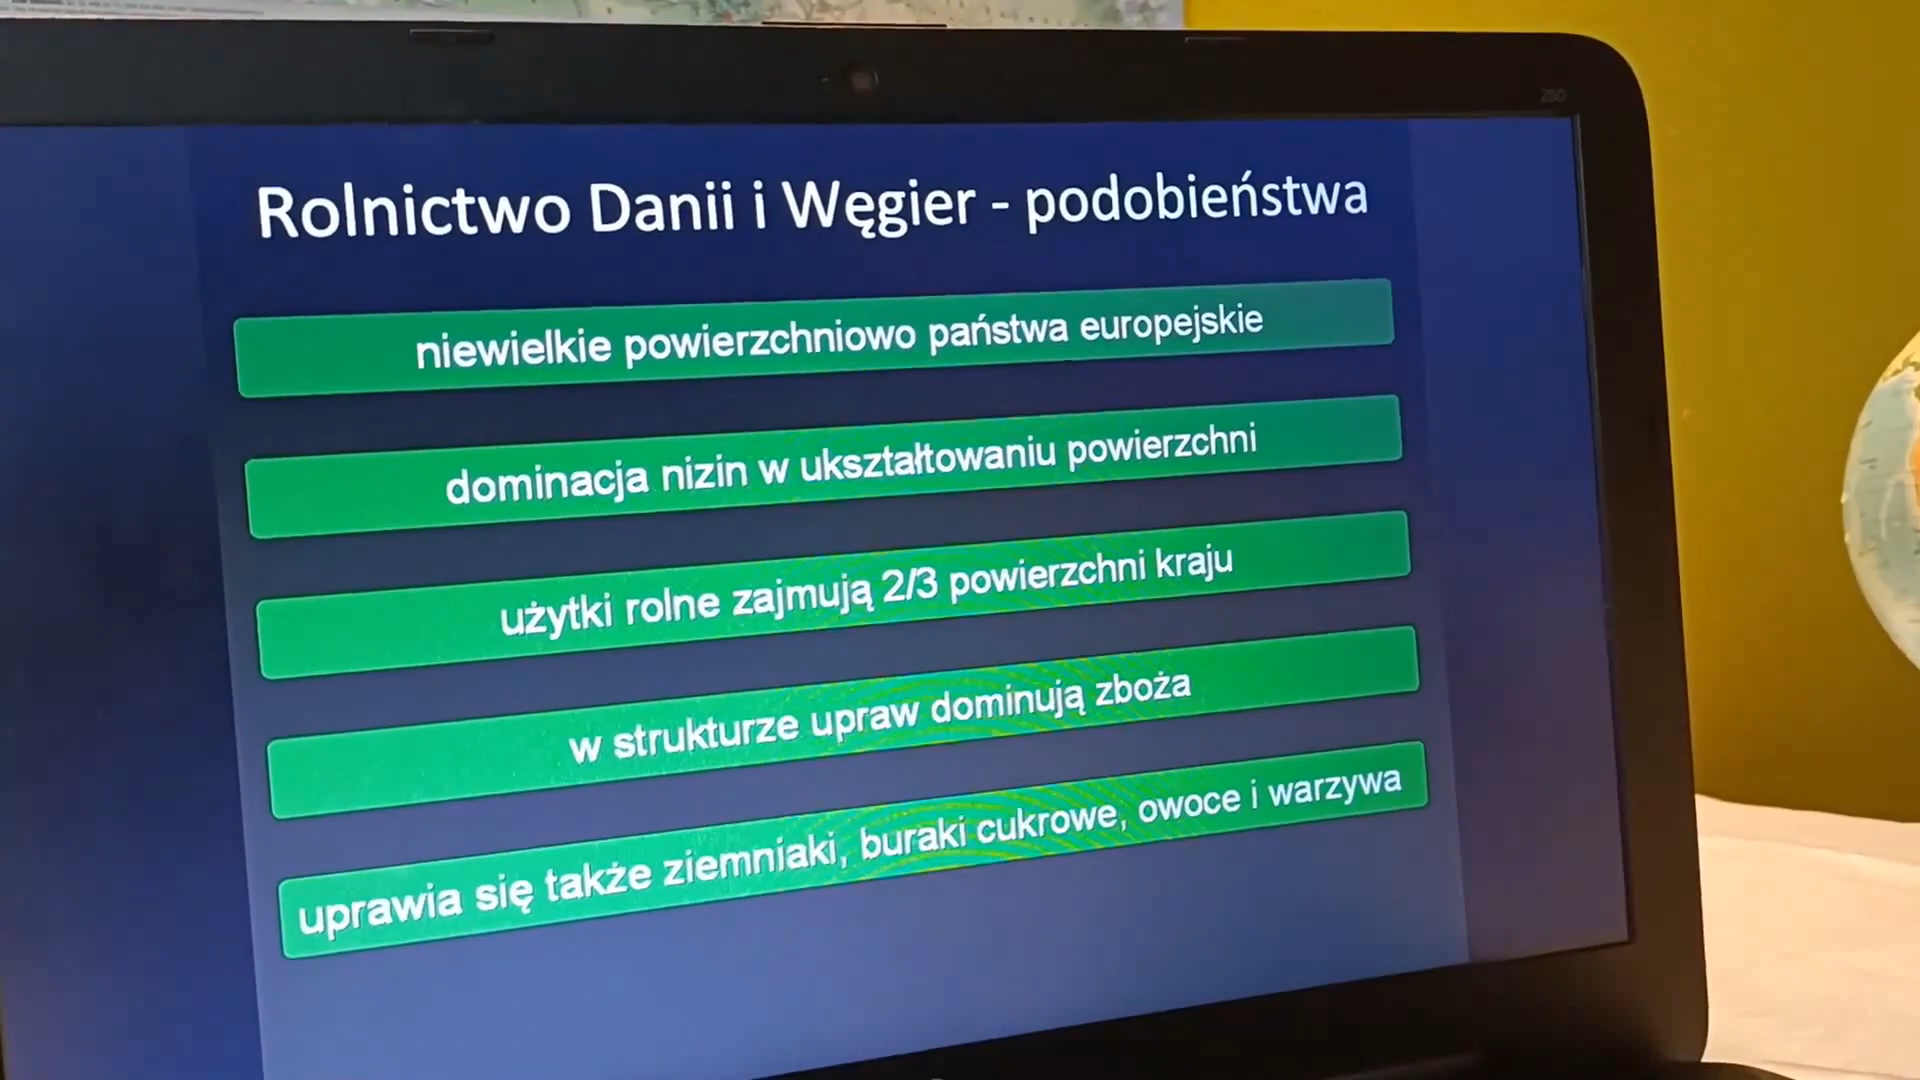 250
Rolnictwo Danii i Węgier - podobieństwa
niewielkie powierzchniowo państwa europejskie
dominacja nizin w ukształtowaniu powierzchni
użytki rolne zajmują 2/3 powierzchni kraju
w strukturze upraw dominują zboża
uprawia się także ziemniaki, buraki cukrowe, owoce i warzywa